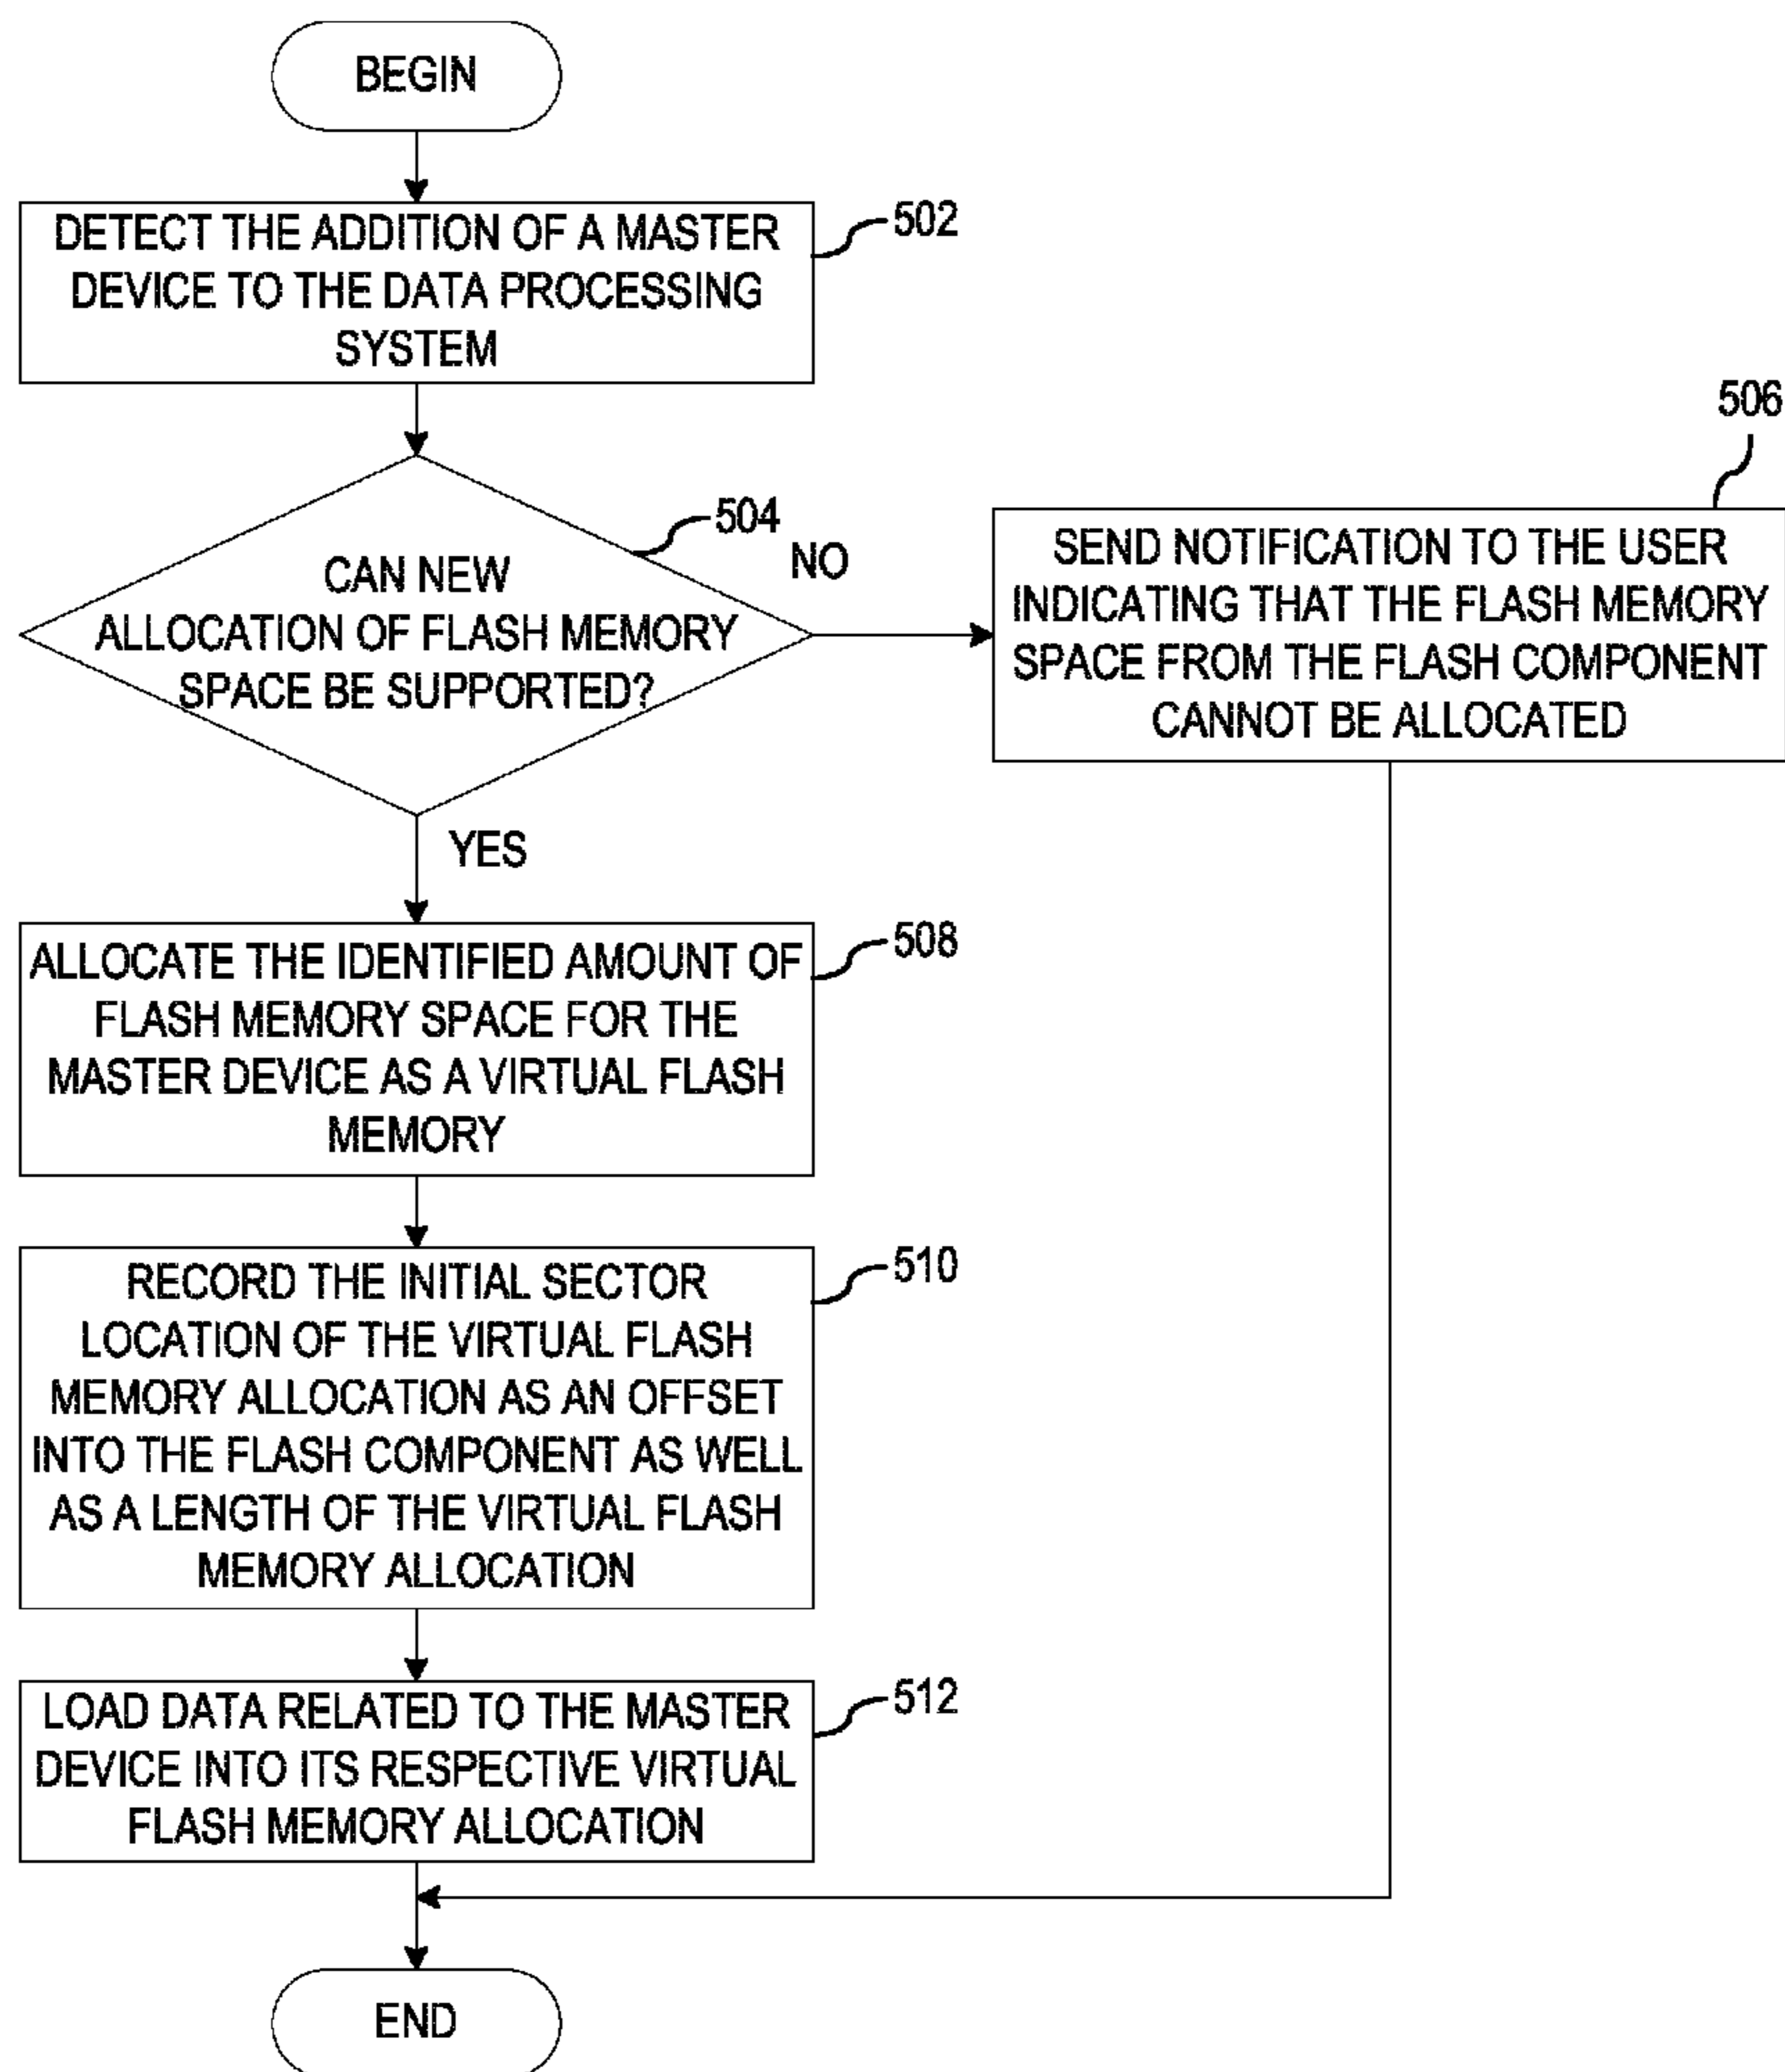 BEGIN
DETECT THE ADDITION OF A MASTER
DEVICE TO THE DATA PROCESSING
SYSTEM
502
504
CAN NEW
ALLOCATION OF FLASH MEMORY
SPACE BE SUPPORTED?
NO
506
SEND NOTIFICATION TO THE USER
INDICATING THAT THE FLASH MEMORY
SPACE FROM THE FLASH COMPONENT
CANNOT BE ALLOCATED
YES
ALLOCATE THE IDENTIFIED AMOUNT OF
FLASH MEMORY SPACE FOR THE
MASTER DEVICE AS A VIRTUAL FLASH
MEMORY
508
RECORD THE INITIAL SECTOR
LOCATION OF THE VIRTUAL FLASH
MEMORY ALLOCATION AS AN OFFSET
INTO THE FLASH COMPONENT AS WELL
AS A LENGTH OF THE VIRTUAL FLASH
MEMORY ALLOCATION
510
LOAD DATA RELATED TO THE MASTER
DEVICE INTO ITS RESPECTIVE VIRTUAL
FLASH MEMORY ALLOCATION
512
END